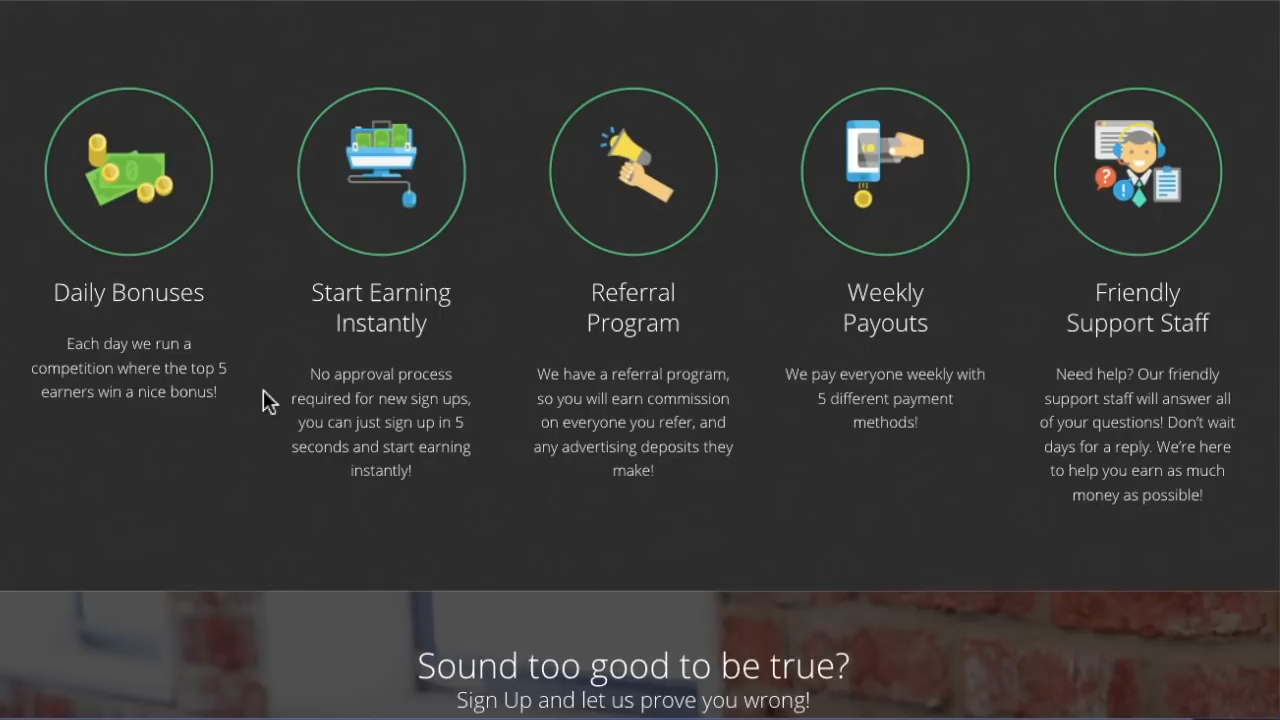 Daily Bonuses
Each day we run a
competition where the top 5
earners win a nice bonus!
Start Earning
Instantly
No approval process
required for new sign ups,
you can just sign up in 5
seconds and start earning
instantly!
Referral
Program
We have a referral program,
so you will earn commission
on everyone you refer, and
any advertising deposits they
make!
Weekly
Payouts
We pay everyone weekly with
5 different payment
methods!
Friendly
Support Staff
Need help? Our friendly
support staff will answer all
of your questions! Don’t wait
days for a reply. We’re here
to help you earn as much
money as possible!
Sound too good to be true?
Sign Up and let us prove you wrong!